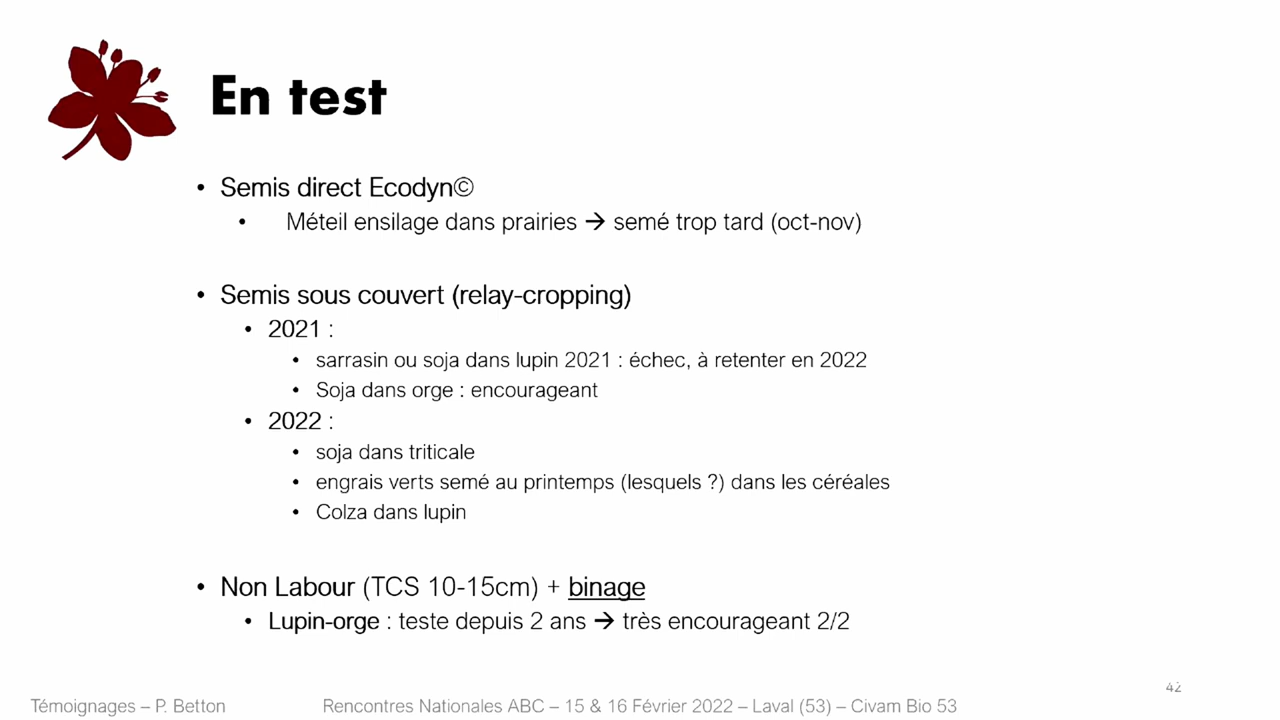 En test
• Semis direct Ecodyn©
• Méteil ensilage dans prairies → semé trop tard (oct-nov)
• Semis sous couvert (relay-cropping)
• 2021 :
• sarrasin ou soja dans lupin 2021 : échec, à retenter en 2022
• Soja dans orge : encourageant
• 2022 :
• soja dans triticale
• engrais verts semé au printemps (lesquels ?) dans les céréales
• Colza dans lupin
• Non Labour (TCS 10-15cm) + binage
• Lupin-orge : teste depuis 2 ans → très encourageant 2/2
42
Témoignages – P. Betton Rencontres Nationales ABC – 15 & 16 Février 2022 – Laval (53) – Civam Bio 53